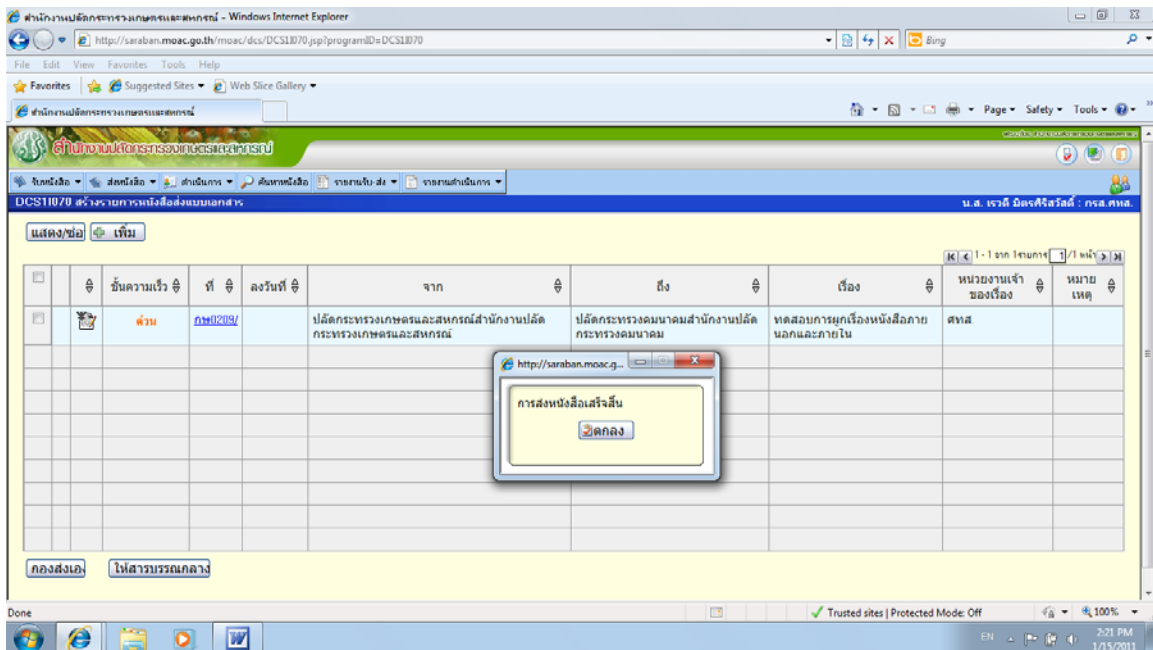 สำนักงานปลัดกระทรวงเกษตรและสหกรณ์ - Windows Internet Explorer
http://saraban.moac.go.th/moac/dcs/DCS1I070.jsp?programID=DCS1I070
Bing
File Edit View Favorites Tools Help
Favorites Suggested Sites Web Slice Gallery
สำนักงานปลัดกระทรวงเกษตรและสหกรณ์
Page Safety Tools
สำนักงานปลัดกระทรวงเกษตรและสหกรณ์
รับหนังสือ ส่งหนังสือ ดำเนินการ ค้นหาหนังสือ รายงานรับ-ส่ง รายงานดำเนินการ
DCS1I070 สร้างรายการหนังสือส่งแบบเอกสาร น.ส. เรวดี มิตรศิริสวัสดิ์ : กรส.ศทส.
แสดง/ซ่อ เพิ่ม
1 - 1 จาก 1รายการ 1 /1 หน้า
ชั้นความเร็ว ที่ ลงวันที่ จาก ถึง เรื่อง หน่วยงานเจ้าของเรื่อง หมายเหตุ
ด่วน กษ0209/ ปลัดกระทรวงเกษตรและสหกรณ์สำนักงานปลัด ปลัดกระทรวงคมนาคมสำนักงานปลัด ทดสอบการผูกเรื่องหนังสือภาย ศทส.
กระทรวงเกษตรและสหกรณ์ กระทรวงคมนาคม นอกและภายใน
http://saraban.moac.g...
การส่งหนังสือเสร็จสิ้น
ตกลง
กองส่งเอง ให้สารบรรณกลาง
Done Trusted sites | Protected Mode: Off 100%
EN 2:21 PM
1/15/2011